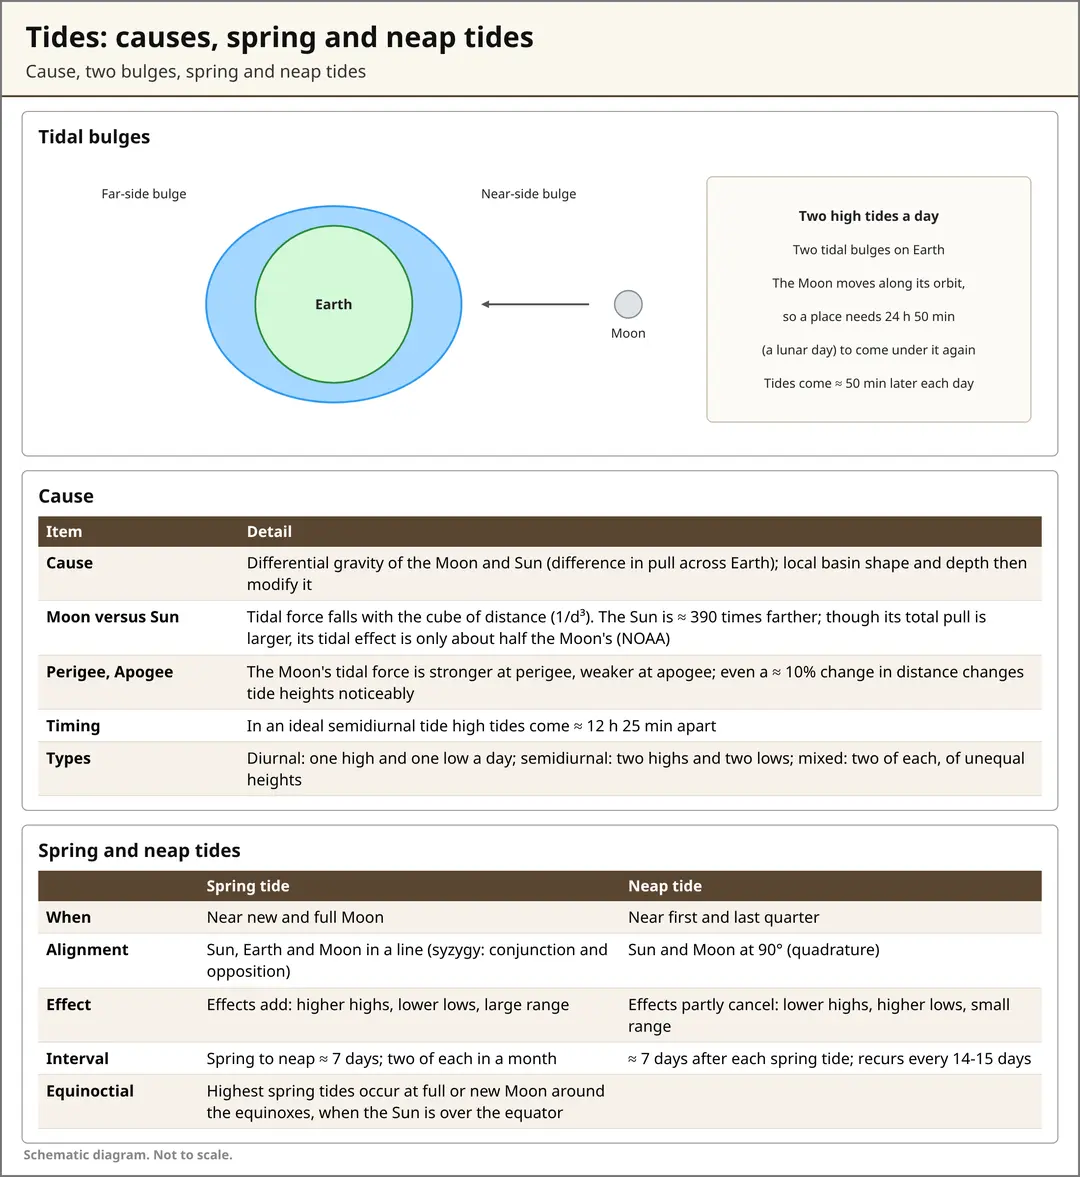 Tides: causes, spring and neap tides
Cause, two bulges, spring and neap tides
Tidal bulges
Far-side bulge
Near-side bulge
Earth
Moon
Two high tides a day
Two tidal bulges on Earth
The Moon moves along its orbit,
so a place needs 24 h 50 min
(a lunar day) to come under it again
Tides come ≈ 50 min later each day
Cause
Item Detail
Cause Differential gravity of the Moon and Sun (difference in pull across Earth); local basin shape and depth then
modify it
Moon versus Sun Tidal force falls with the cube of distance (1/d³). The Sun is ≈ 390 times farther; though its total pull is
larger, its tidal effect is only about half the Moon's (NOAA)
Perigee, Apogee The Moon's tidal force is stronger at perigee, weaker at apogee; even a ≈ 10% change in distance changes
tide heights noticeably
Timing In an ideal semidiurnal tide high tides come ≈ 12 h 25 min apart
Types Diurnal: one high and one low a day; semidiurnal: two highs and two lows; mixed: two of each, of unequal
heights
Spring and neap tides
Spring tide Neap tide
When Near new and full Moon Near first and last quarter
Alignment Sun, Earth and Moon in a line (syzygy: conjunction and
opposition) Sun and Moon at 90° (quadrature)
Effect Effects add: higher highs, lower lows, large range Effects partly cancel: lower highs, higher lows, small
range
Interval Spring to neap ≈ 7 days; two of each in a month ≈ 7 days after each spring tide; recurs every 14-15 days
Equinoctial Highest spring tides occur at full or new Moon around
the equinoxes, when the Sun is over the equator
Schematic diagram. Not to scale.